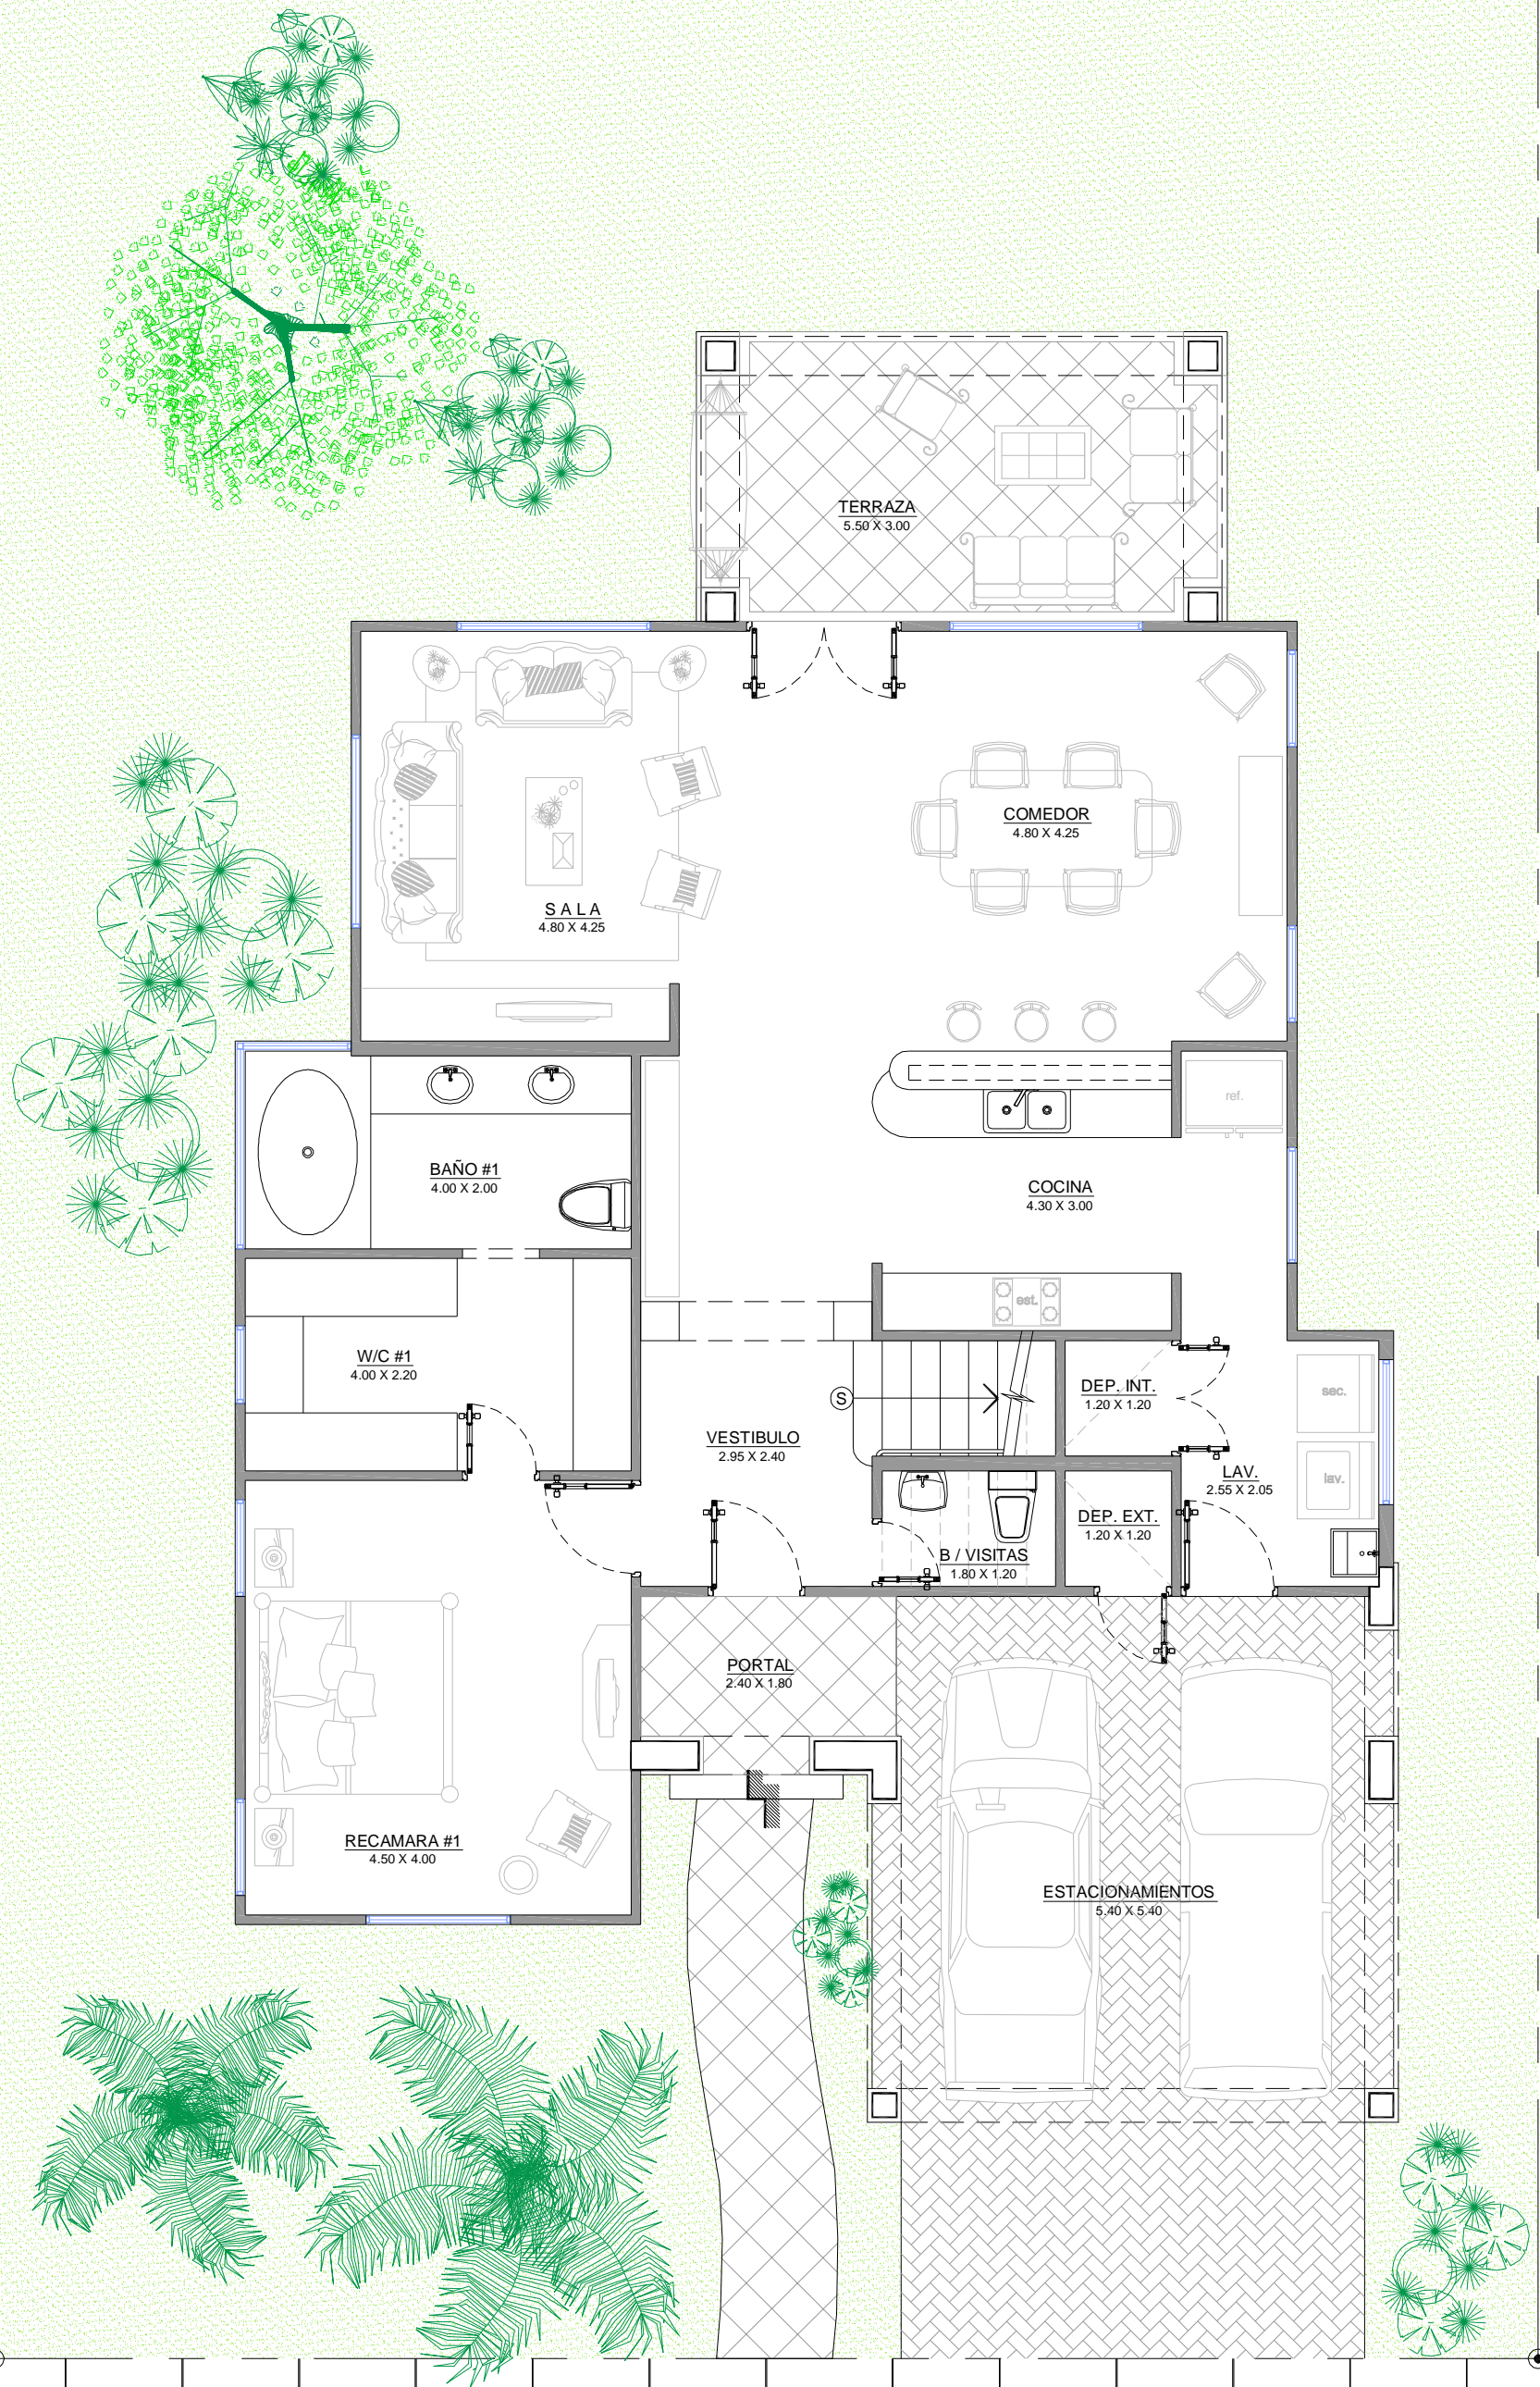 TERRAZA
5.50 X 3.00
COMEDOR
4.80 X 4.25
S A L A
4.80 X 4.25
ref.
BAÑO #1
4.00 X 2.00
COCINA
4.30 X 3.00
est.
W/C #1
4.00 X 2.20
DEP. INT.
1.20 X 1.20
sec.
S
VESTIBULO
2.95 X 2.40
LAV.
2.55 X 2.05
lav.
DEP. EXT.
1.20 X 1.20
B / VISITAS
1.80 X 1.20
PORTAL
2.40 X 1.80
RECAMARA #1
4.50 X 4.00
ESTACIONAMIENTOS
5.40 X 5.40